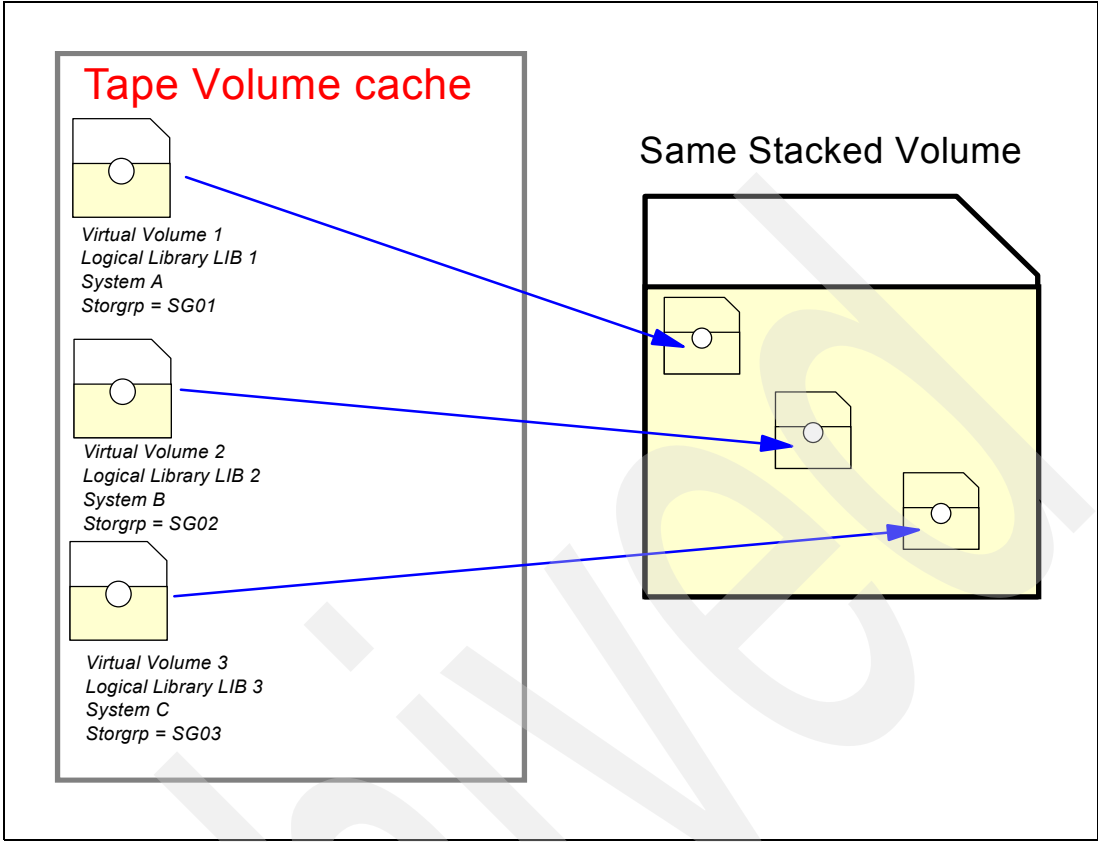 Tape Volume cache
Virtual Volume 1
Logical Library LIB 1
System A
Storgrp = SG01
Virtual Volume 2
Logical Library LIB 2
System B
Storgrp = SG02
Virtual Volume 3
Logical Library LIB 3
System C
Storgrp = SG03
Same Stacked Volume